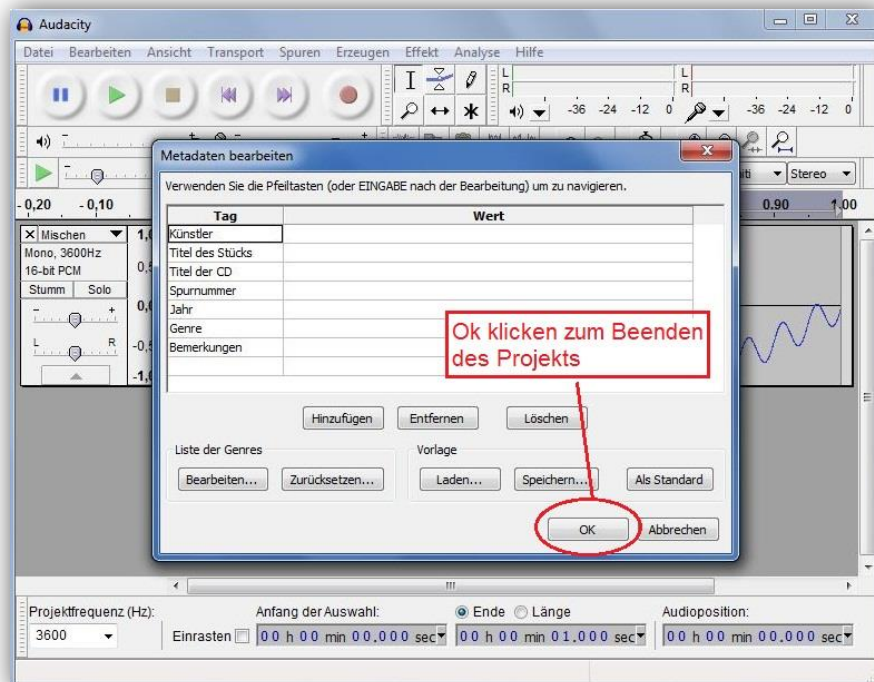 Audacity
Datei Bearbeiten Ansicht Transport Spuren Erzeugen Effekt Analyse Hilfe
L
R
-36 -24 -12 0
L
R
-36 -24 -12 0
Metadaten bearbeiten
Verwenden Sie die Pfeiltasten (oder EINGABE nach der Bearbeitung) um zu navigieren.
Stereo
-0,20 -0,10
0,90 1,00
Tag Wert
Künstler
Titel des Stücks
Titel der CD
Spurnummer
Jahr
Genre
Bemerkungen
X Mischen
Mono, 3600Hz
16-bit PCM
Stumm Solo
- +
L R
Ok klicken zum Beenden
des Projekts
Hinzufügen Entfernen Löschen
Liste der Genres
Bearbeiten... Zurücksetzen...
Vorlage
Laden... Speichern... Als Standard
OK Abbrechen
Projektfrequenz (Hz): Anfang der Auswahl: Ende Länge Audioposition:
3600 Einrasten 00 h 00 min 00.000 sec 00 h 00 min 01.000 sec 00 h 00 min 00.000 sec